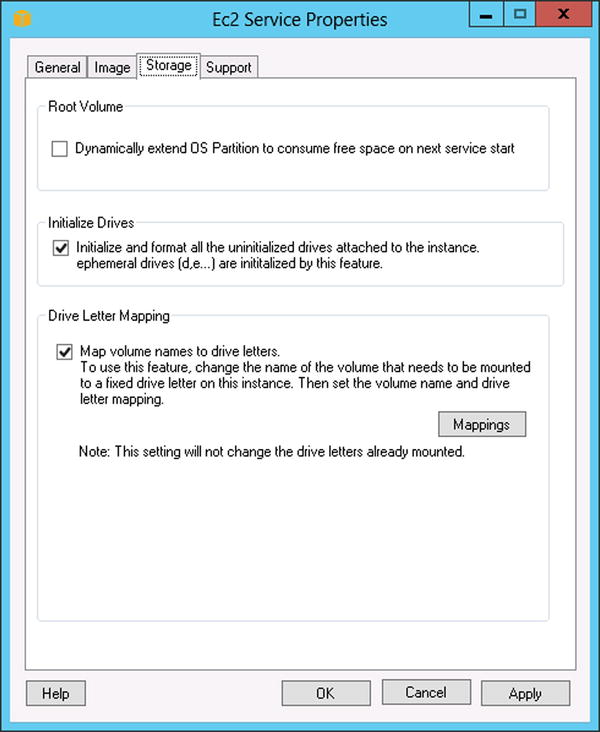 Ec2 Service Properties
General Image Storage Support
Root Volume
Dynamically extend OS Partition to consume free space on next service start
Initialize Drives
Initialize and format all the uninitialized drives attached to the instance.
ephemeral drives (d,e...) are inititalized by this feature.
Drive Letter Mapping
Map volume names to drive letters.
To use this feature, change the name of the volume that needs to be mounted
to a fixed drive letter on this instance. Then set the volume name and drive
letter mapping.
Mappings
Note: This setting will not change the drive letters already mounted.
Help OK Cancel Apply